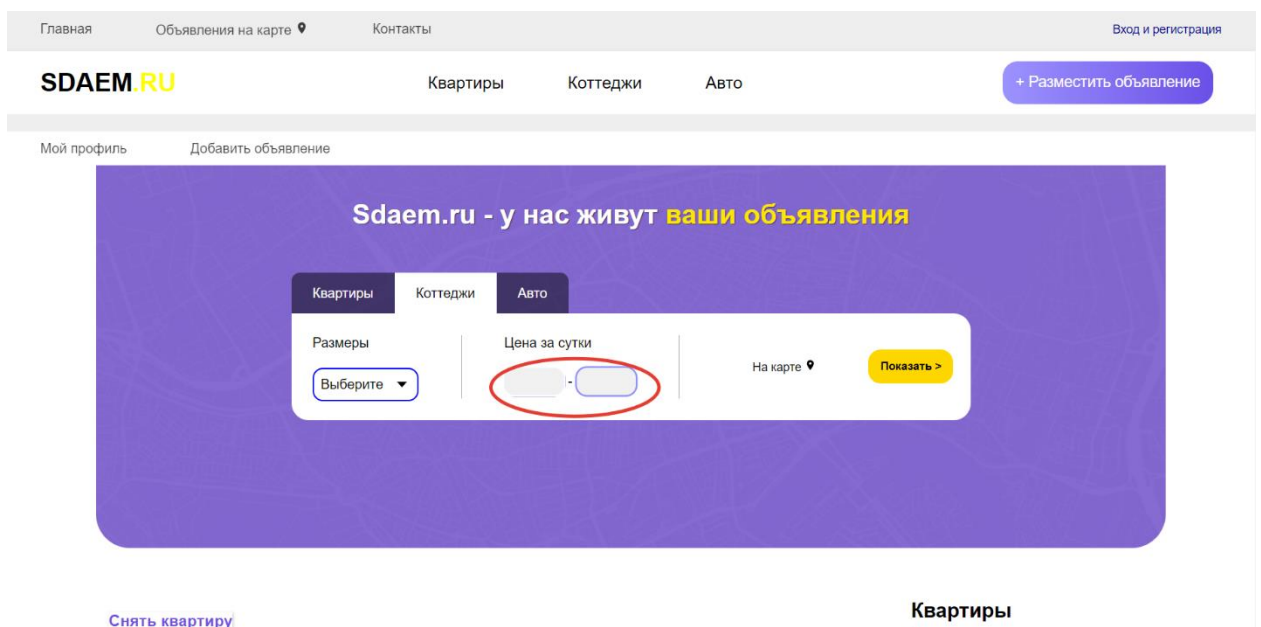 Главная Объявления на карте Контакты Вход и регистрация
SDAEM.RU Квартиры Коттеджи Авто + Разместить объявление
Мой профиль Добавить объявление
Sdaem.ru - у нас живут ваши объявления
Квартиры Коттеджи Авто
Размеры Цена за сутки
Выберите - На карте Показать >
Квартиры
Снять квартиру